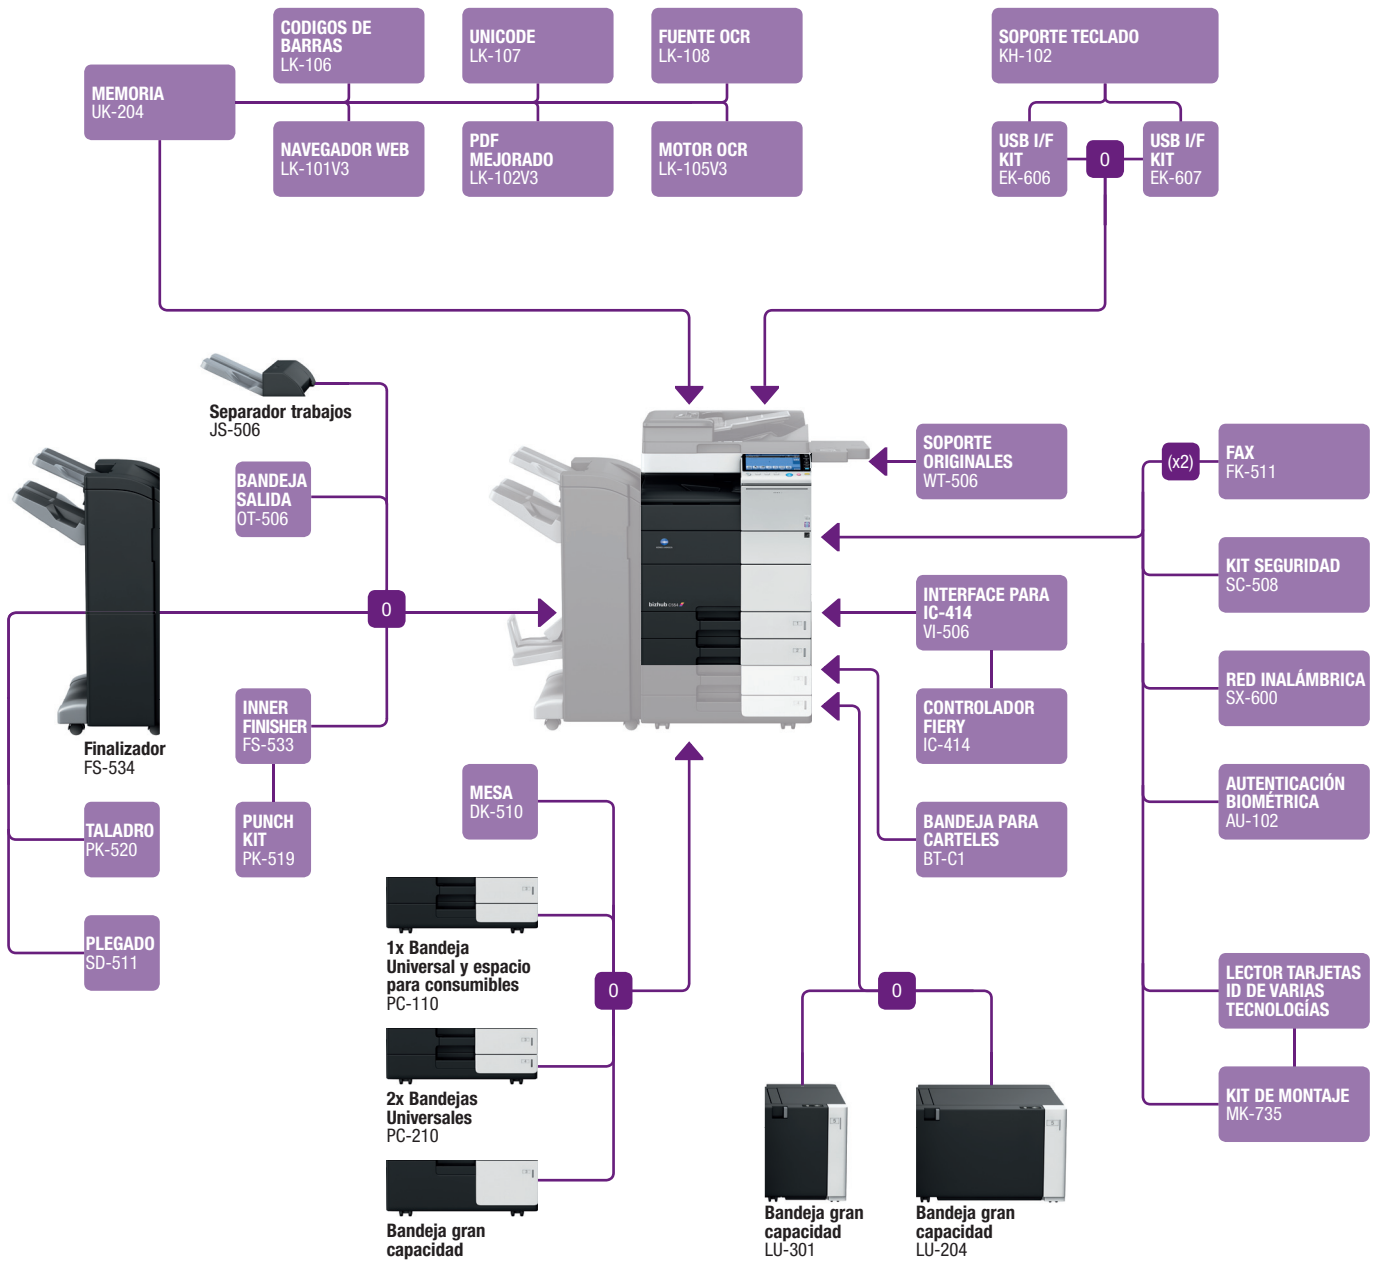 CODIGOS DE
BARRAS
LK-106
UNICODE
LK-107
FUENTE OCR
LK-108
SOPORTE TECLADO
KH-102
MEMORIA
UK-204
NAVEGADOR WEB
LK-101V3
PDF
MEJORADO
LK-102V3
MOTOR OCR
LK-105V3
USB I/F
KIT
EK-606
O
USB I/F
KIT
EK-607
Separador trabajos
JS-506
BANDEJA
SALIDA
OT-506
SOPORTE
ORIGINALES
WT-506
(x2)
FAX
FK-511
KIT SEGURIDAD
SC-508
O
bizhub
INTERFACE PARA
IC-414
VI-506
RED INALÁMBRICA
SX-600
INNER
FINISHER
FS-533
CONTROLADOR
FIERY
IC-414
Finalizador
FS-534
MESA
DK-510
AUTENTICACIÓN
BIOMÉTRICA
AU-102
TALADRO
PK-520
PUNCH
KIT
PK-519
BANDEJA PARA
CARTELES
BT-C1
PLEGADO
SD-511
1x Bandeja
Universal y espacio
para consumibles
PC-110
O
O
LECTOR TARJETAS
ID DE VARIAS
TECNOLOGÍAS
2x Bandejas
Universales
PC-210
KIT DE MONTAJE
MK-735
Bandeja gran
capacidad
Bandeja gran
capacidad
LU-301
Bandeja gran
capacidad
LU-204